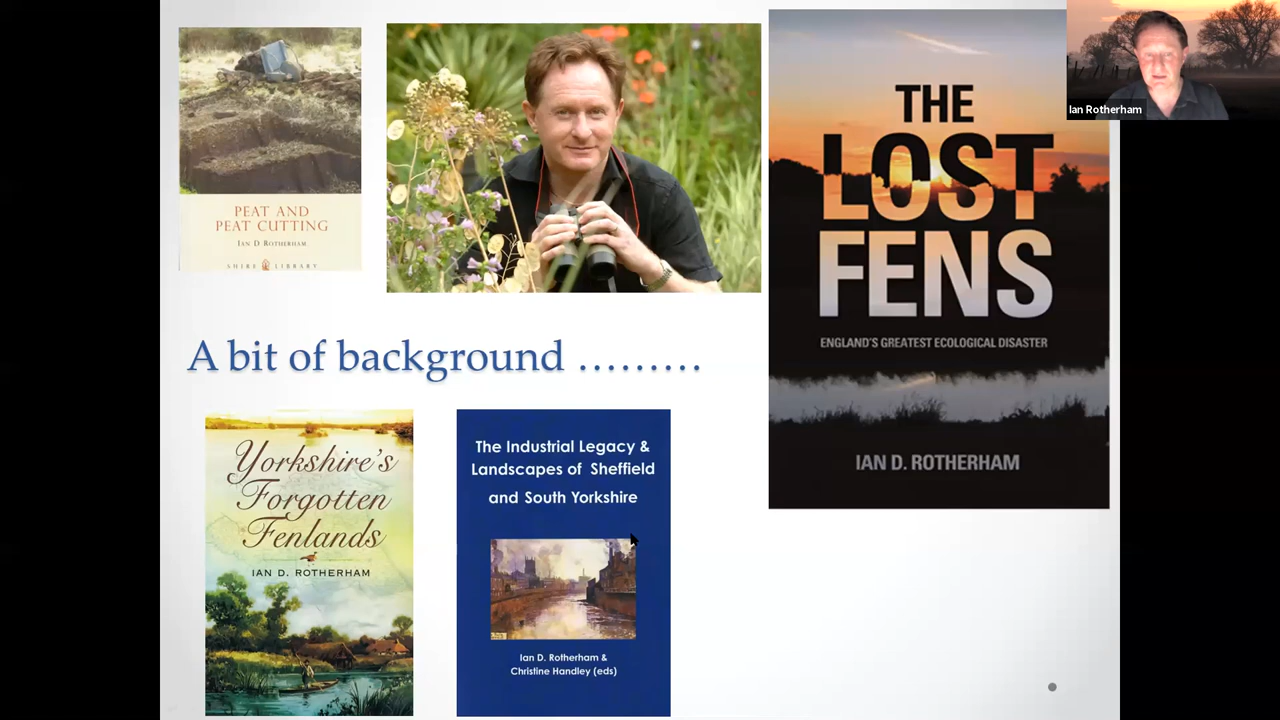 PEAT AND
PEAT CUTTING
IAN D ROTHERHAM
SHIRE LIBRARY
THE
LOST
FENS
ENGLAND'S GREATEST ECOLOGICAL DISASTER
IAN D. ROTHERHAM
Ian Rotherham
A bit of background .........
Yorkshire's
Forgotten
Fenlands
IAN D. ROTHERHAM
The Industrial Legacy &
Landscapes of Sheffield
and South Yorkshire
Ian D. Rotherham &
Christine Handley (eds)